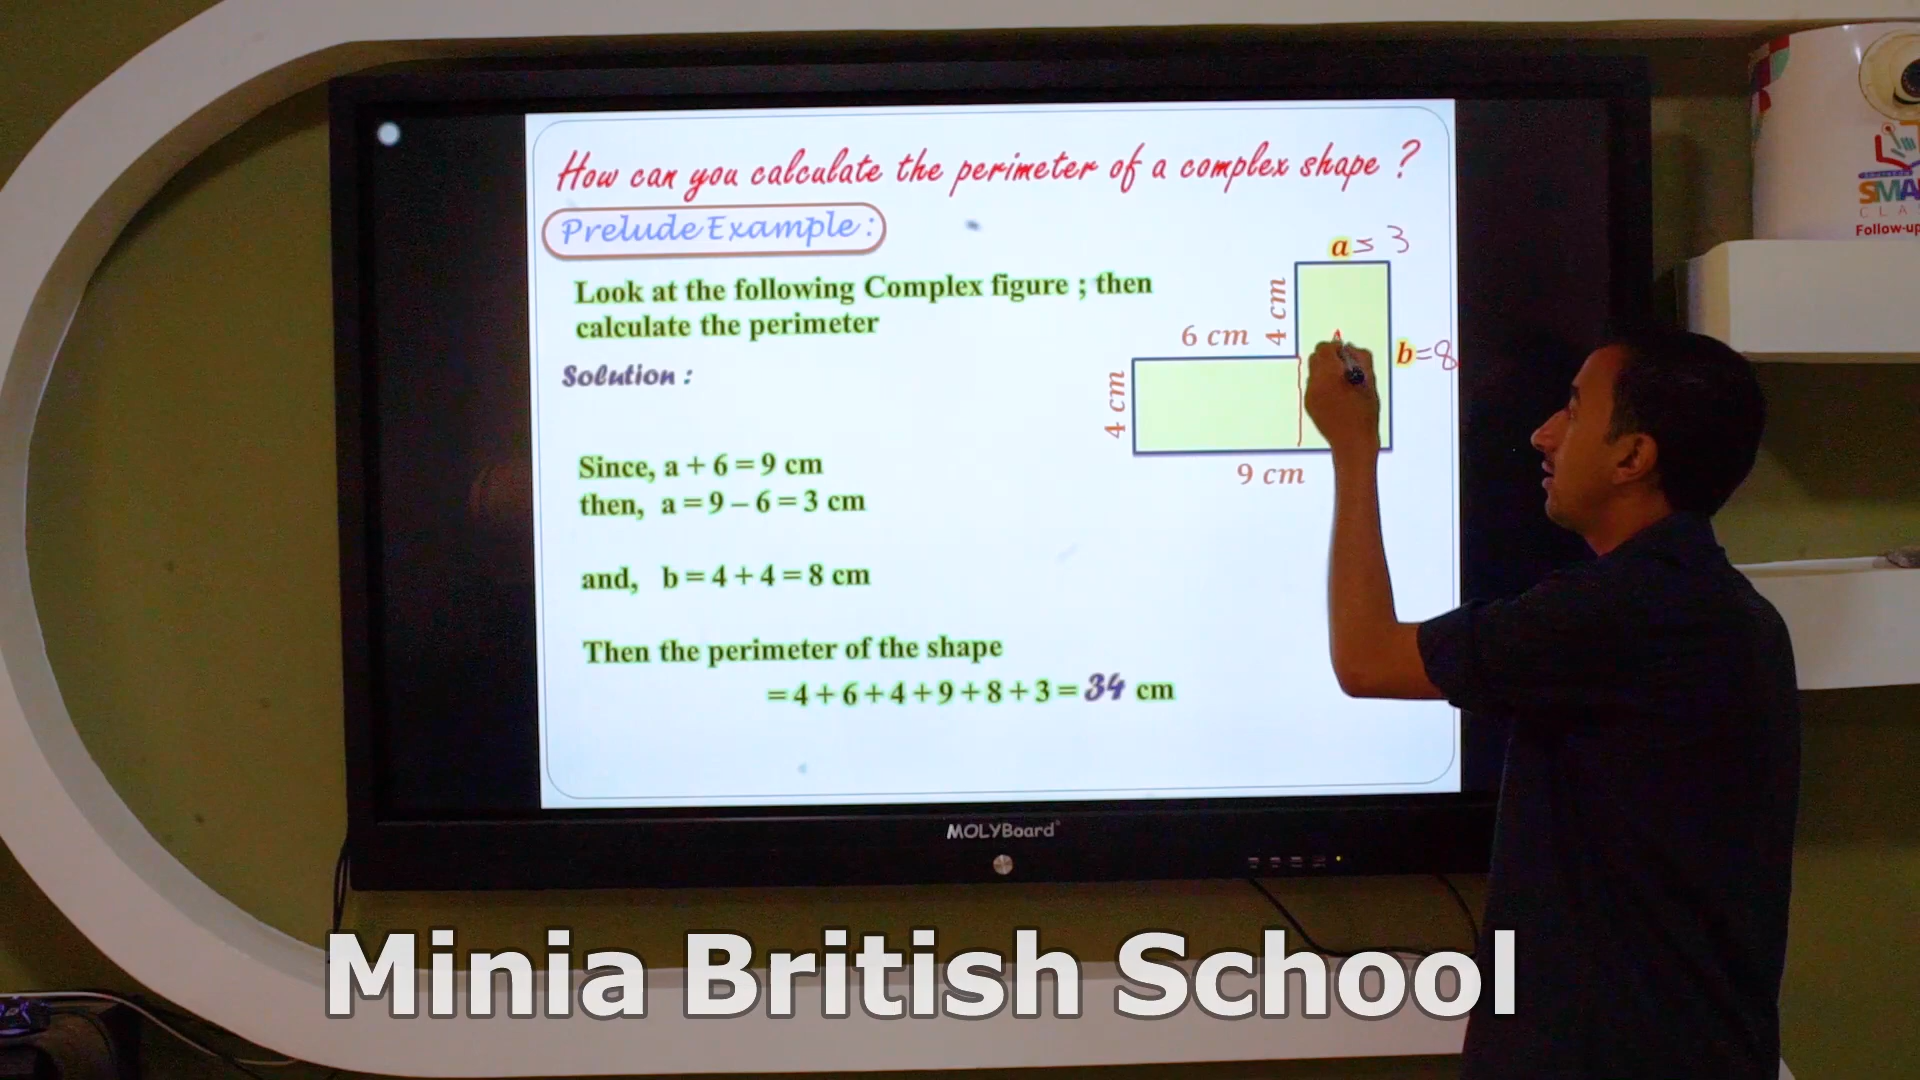 How can you calculate the perimeter of a complex shape ?
Prelude Example :
a = 3
Look at the following Complex figure ; then
calculate the perimeter
4 cm
6 cm
b = 8
Solution :
4 cm
9 cm
Since, a + 6 = 9 cm
then, a = 9 – 6 = 3 cm
and, b = 4 + 4 = 8 cm
Then the perimeter of the shape
= 4 + 6 + 4 + 9 + 8 + 3 = 34 cm
MOLYBoard
Follow-up
Minia British School